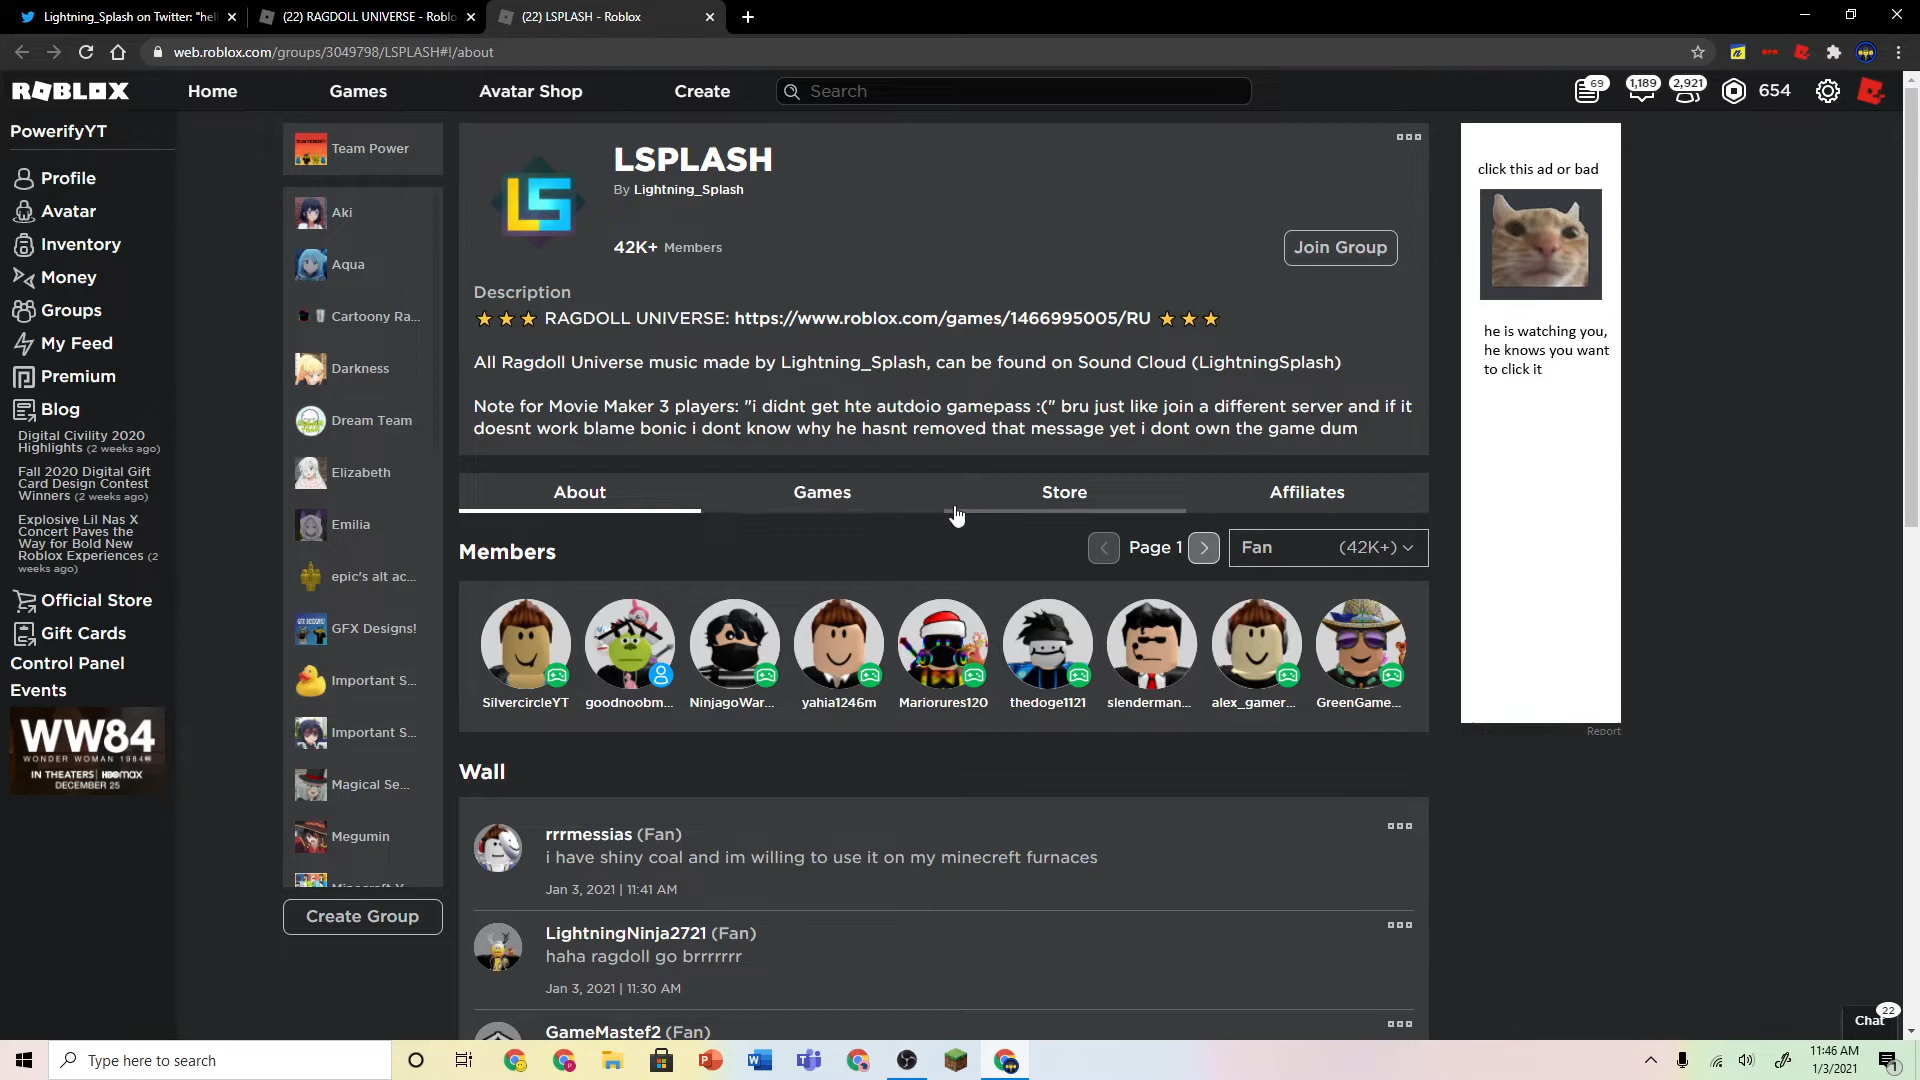 Lightning_Splash on Twitter: "hell
(22) RAGDOLL UNIVERSE - Roblo
(22) LSPLASH - Roblox
web.roblox.com/groups/3049798/LSPLASH#!/about
ROBLOX
Home
Games
Avatar Shop
Create
Search
69
1,189
2,921
654
PowerifyYT
Profile
Avatar
Inventory
Money
Groups
My Feed
Premium
Blog
Digital Civility 2020
Highlights (2 weeks ago)
Fall 2020 Digital Gift
Card Design Contest
Winners (2 weeks ago)
Explosive Lil Nas X
Concert Paves the
Way for Bold New
Roblox Experiences (2
weeks ago)
Official Store
Gift Cards
Control Panel
Events
WW84
WONDER WOMAN 1984
IN THEATERS | HBOmax
DECEMBER 25
Team Power
Aki
Aqua
Cartoony Ra...
Darkness
Dream Team
Elizabeth
Emilia
epic's alt ac...
GFX Designs!
Important S...
Important S...
Magical Se...
Megumin
Create Group
LS
LSPLASH
By Lightning_Splash
42K+ Members
Join Group
Description
RAGDOLL UNIVERSE: https://www.roblox.com/games/1466995005/RU
All Ragdoll Universe music made by Lightning_Splash, can be found on Sound Cloud (LightningSplash)
Note for Movie Maker 3 players: "i didnt get hte autdoio gamepass :(" bru just like join a different server and if it
doesnt work blame bonic i dont know why he hasnt removed that message yet i dont own the game dum
About
Games
Store
Affiliates
Members
Page 1
Fan (42K+)
SilvercircleYT
goodnoobm...
NinjagoWar...
yahia1246m
Mariorures120
thedoge1121
slenderman...
alex_gamer...
GreenGame...
Wall
rrrmessias (Fan)
i have shiny coal and im willing to use it on my minecreft furnaces
Jan 3, 2021 | 11:41 AM
LightningNinja2721 (Fan)
haha ragdoll go brrrrrrr
Jan 3, 2021 | 11:30 AM
GameMastef2 (Fan)
click this ad or bad
he is watching you,
he knows you want
to click it
Report
Chat
22
Type here to search
11:46 AM
1/3/2021
1